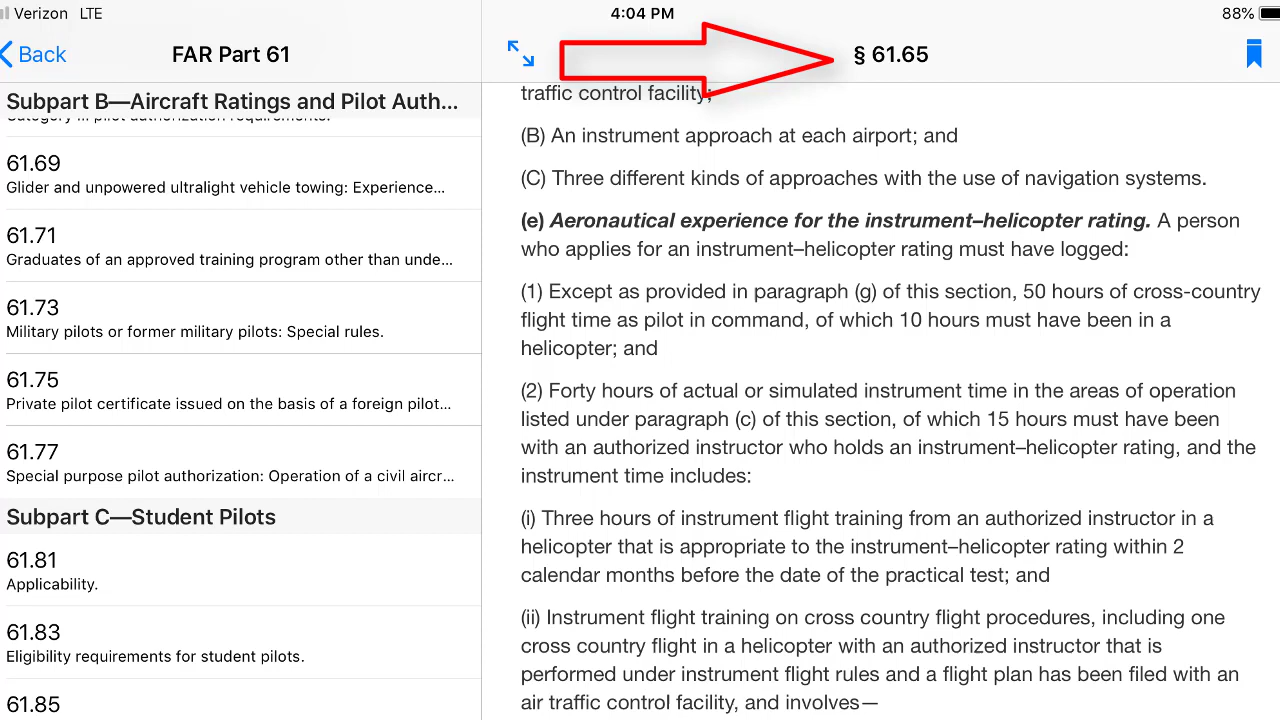 Verizon LTE
4:04 PM
88%
Back
FAR Part 61
§ 61.65
Subpart B—Aircraft Ratings and Pilot Auth...
Category III pilot authorization requirements.
61.69
Glider and unpowered ultralight vehicle towing: Experience...
61.71
Graduates of an approved training program other than unde...
61.73
Military pilots or former military pilots: Special rules.
61.75
Private pilot certificate issued on the basis of a foreign pilot...
61.77
Special purpose pilot authorization: Operation of a civil aircr...
Subpart C—Student Pilots
61.81
Applicability.
61.83
Eligibility requirements for student pilots.
61.85
traffic control facility;
(B) An instrument approach at each airport; and
(C) Three different kinds of approaches with the use of navigation systems.
(e) Aeronautical experience for the instrument–helicopter rating. A person
who applies for an instrument–helicopter rating must have logged:
(1) Except as provided in paragraph (g) of this section, 50 hours of cross-country
flight time as pilot in command, of which 10 hours must have been in a
helicopter; and
(2) Forty hours of actual or simulated instrument time in the areas of operation
listed under paragraph (c) of this section, of which 15 hours must have been
with an authorized instructor who holds an instrument–helicopter rating, and the
instrument time includes:
(i) Three hours of instrument flight training from an authorized instructor in a
helicopter that is appropriate to the instrument–helicopter rating within 2
calendar months before the date of the practical test; and
(ii) Instrument flight training on cross country flight procedures, including one
cross country flight in a helicopter with an authorized instructor that is
performed under instrument flight rules and a flight plan has been filed with an
air traffic control facility, and involves—